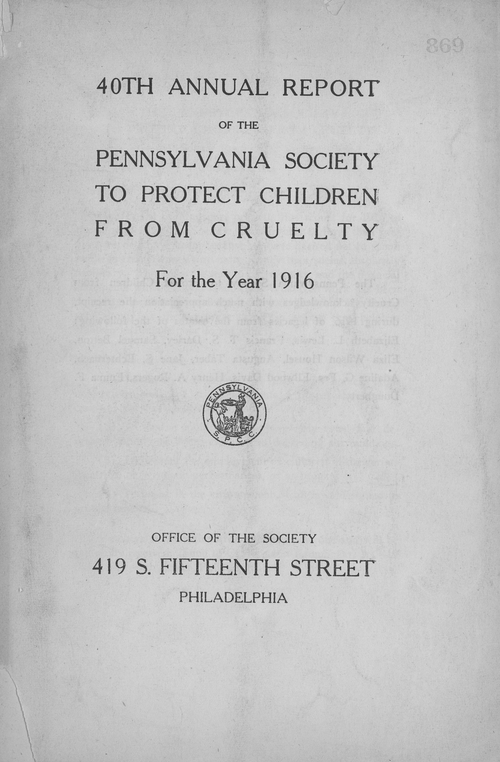 869
40TH ANNUAL REPORT
OF THE
PENNSYLVANIA SOCIETY
TO PROTECT CHILDREN
FROM CRUELTY
For the Year 1916
PENNSYLVANIA
S.P.C.C.
OFFICE OF THE SOCIETY
419 S. FIFTEENTH STREET
PHILADELPHIA